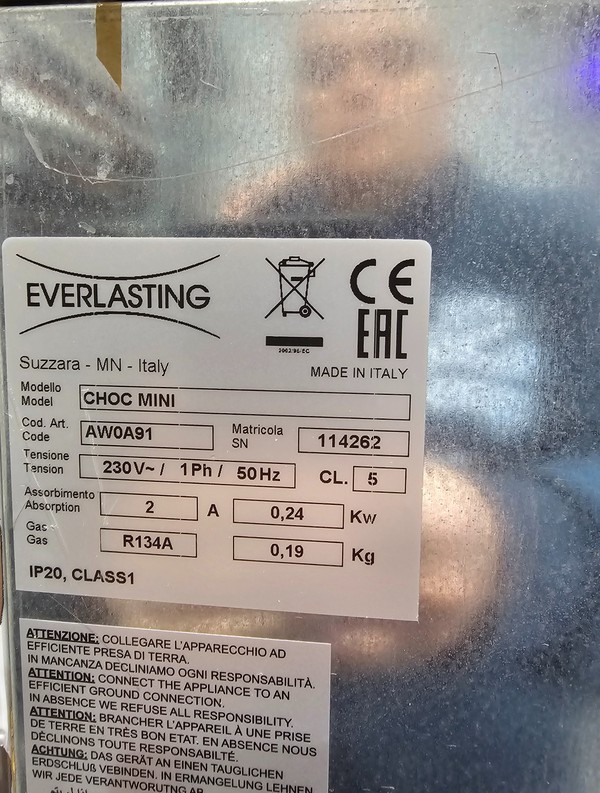 EVERLASTING
CE
EAC
2002/96/EC
Suzzara - MN - Italy
MADE IN ITALY
Modello
Model
CHOC MINI
Cod. Art.
Code
AW0A91
Matricola
SN
114262
Tensione
Tension
230V~ / 1Ph / 50Hz
CL. 5
Assorbimento
Absorption
2 A
0,24 Kw
Gas
Gas
R134A
0,19 Kg
IP20, CLASS1
ATTENZIONE: COLLEGARE L'APPARECCHIO AD
EFFICIENTE PRESA DI TERRA.
IN MANCANZA DECLINIAMO OGNI RESPONSABILITÀ.
ATTENTION: CONNECT THE APPLIANCE TO AN
EFFICIENT GROUND CONNECTION.
IN ABSENCE WE REFUSE ALL RESPONSIBILITY.
ATTENTION: BRANCHER L'APPAREIL À UNE PRISE
DE TERRE EN TRÈS BON ETAT. EN ABSENCE NOUS
DÉCLINONS TOUTE RESPONSABILTÉ.
ACHTUNG: DAS GERÄT AN EINEN TAUGLICHEN
ERDSCHLUß VEBINDEN. IN ERMANGELUNG LEHNEN
WIR JEDE VERANTWORUTNG AB